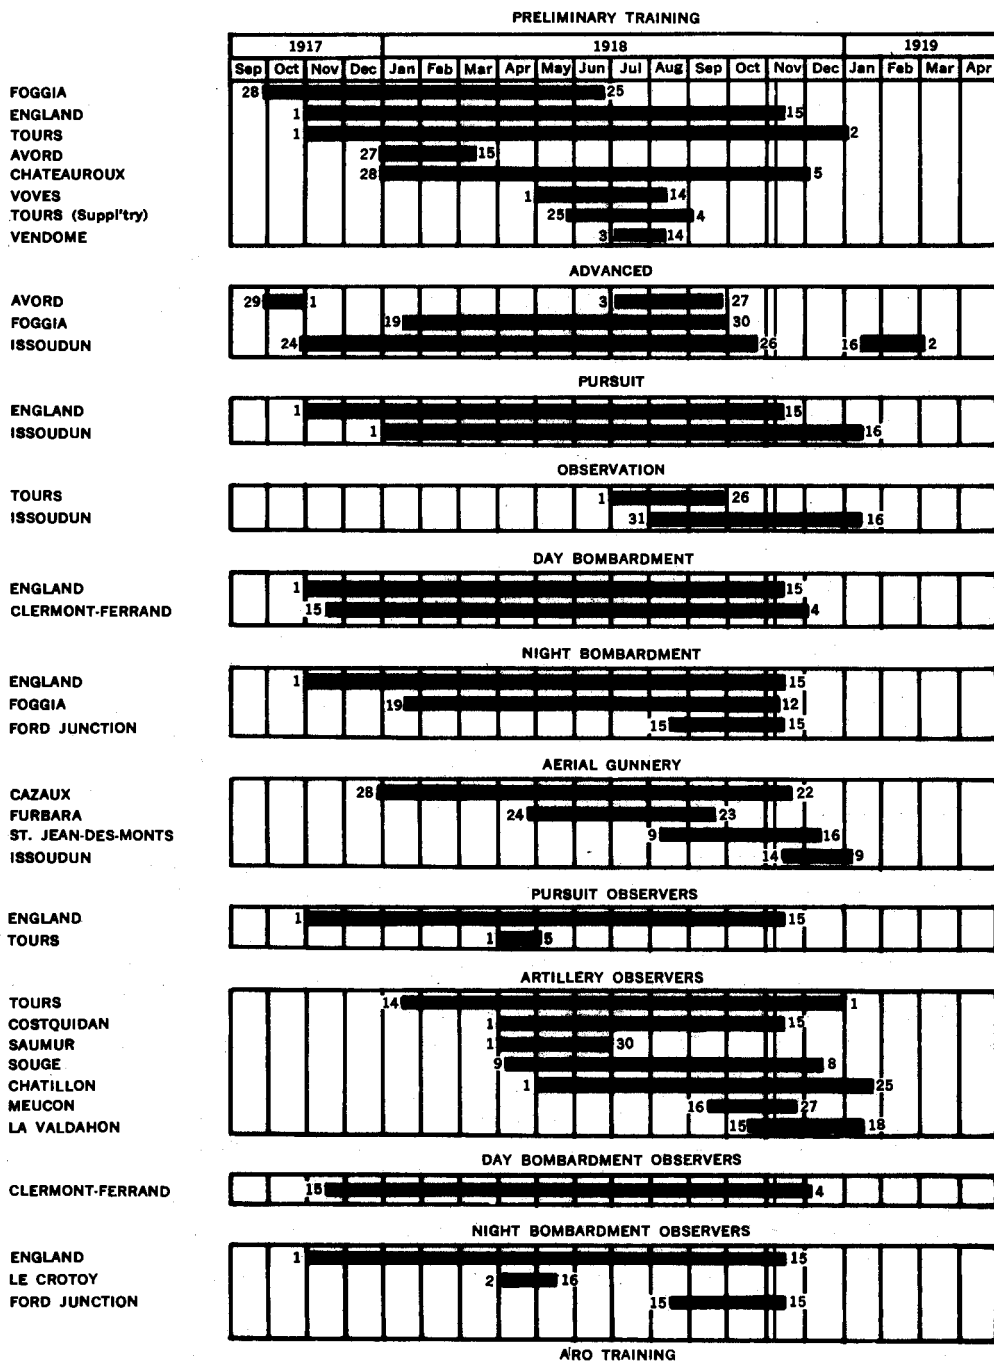 PRELIMINARY TRAINING
1917 1918 1919
Sep Oct Nov Dec Jan Feb Mar Apr May Jun Jul Aug Sep Oct Nov Dec Jan Feb Mar Apr
FOGGIA 28 25
ENGLAND 1 15
TOURS 1 2
AVORD 27 15
CHATEAUROUX 28 5
VOVES 1 14
TOURS (Suppl'try) 25 4
VENDOME 3 14
ADVANCED
AVORD 29 1 3 27
FOGGIA 19 30
ISSOUDUN 24 26 16 2
PURSUIT
ENGLAND 1 15
ISSOUDUN 1 16
OBSERVATION
TOURS 1 26
ISSOUDUN 31 16
DAY BOMBARDMENT
ENGLAND 1 15
CLERMONT-FERRAND 15 4
NIGHT BOMBARDMENT
ENGLAND 1 15
FOGGIA 19 12
FORD JUNCTION 15 15
AERIAL GUNNERY
CAZAUX 28 22
FURBARA 24 23
ST. JEAN-DES-MONTS 9 16
ISSOUDUN 14 9
PURSUIT OBSERVERS
ENGLAND 1 15
TOURS 1 5
ARTILLERY OBSERVERS
TOURS 14 1
COSTQUIDAN 1 15
SAUMUR 1 30
SOUGE 9 8
CHATILLON 1 25
MEUCON 16 27
LA VALDAHON 15 18
DAY BOMBARDMENT OBSERVERS
CLERMONT-FERRAND 15 4
NIGHT BOMBARDMENT OBSERVERS
ENGLAND 1 15
LE CROTOY 2 16
FORD JUNCTION 15 15
ARO TRAINING